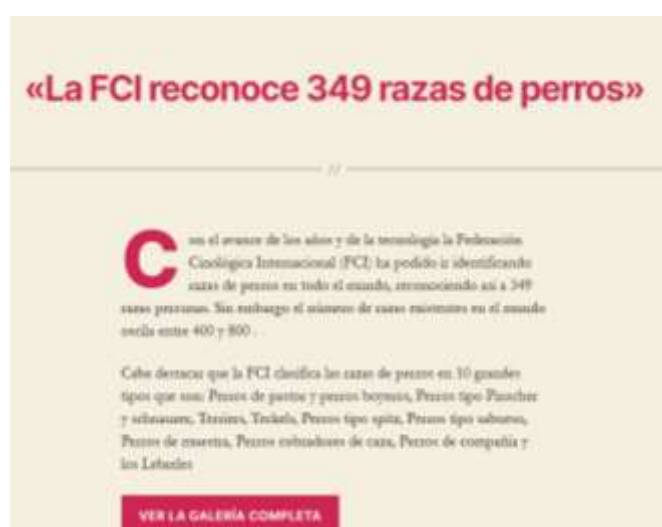 «La FCI reconoce 349 razas de perros»
//
Con el avance de los años y de la tecnología la Federación
Cinológica Internacional (FCI) ha podido ir identificando
razas de perros en todo el mundo, reconociendo así a 349
razas perrunas. Sin embargo el número de razas existentes en el mundo
oscila entre 400 y 800 .
Cabe destacar que la FCI clasifica las razas de perros en 10 grandes
tipos que son: Perros de pastor y perros boyeros, Perros tipo Pinscher
y schnauzer, Terriers, Teckels, Perros tipo spitz, Perros tipo sabueso,
Perros de muestra, Perros cobradores de caza, Perros de compañía y
los Lebreles
VER LA GALERÍA COMPLETA